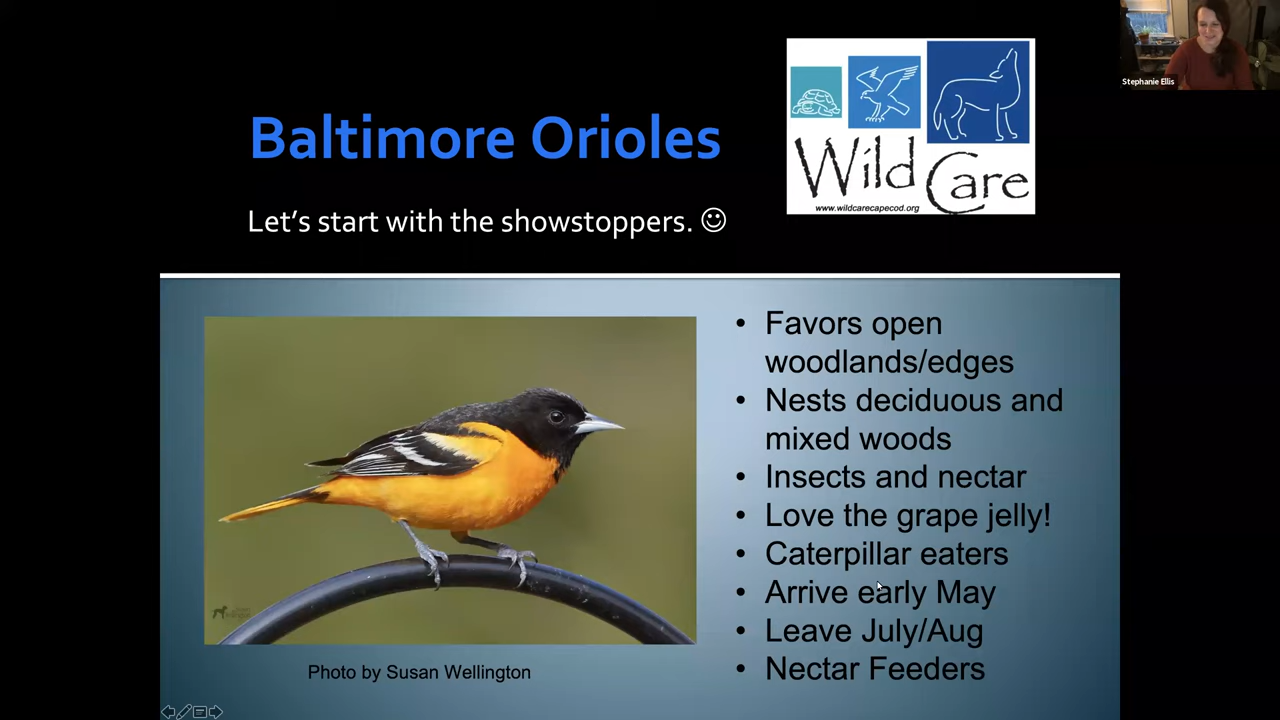 Stephanie Ellis
Baltimore Orioles
Let's start with the showstoppers.
Wild Care
www.wildcarecapecod.org
• Favors open
woodlands/edges
• Nests deciduous and
mixed woods
• Insects and nectar
• Love the grape jelly!
• Caterpillar eaters
• Arrive early May
• Leave July/Aug
• Nectar Feeders
Photo by Susan Wellington